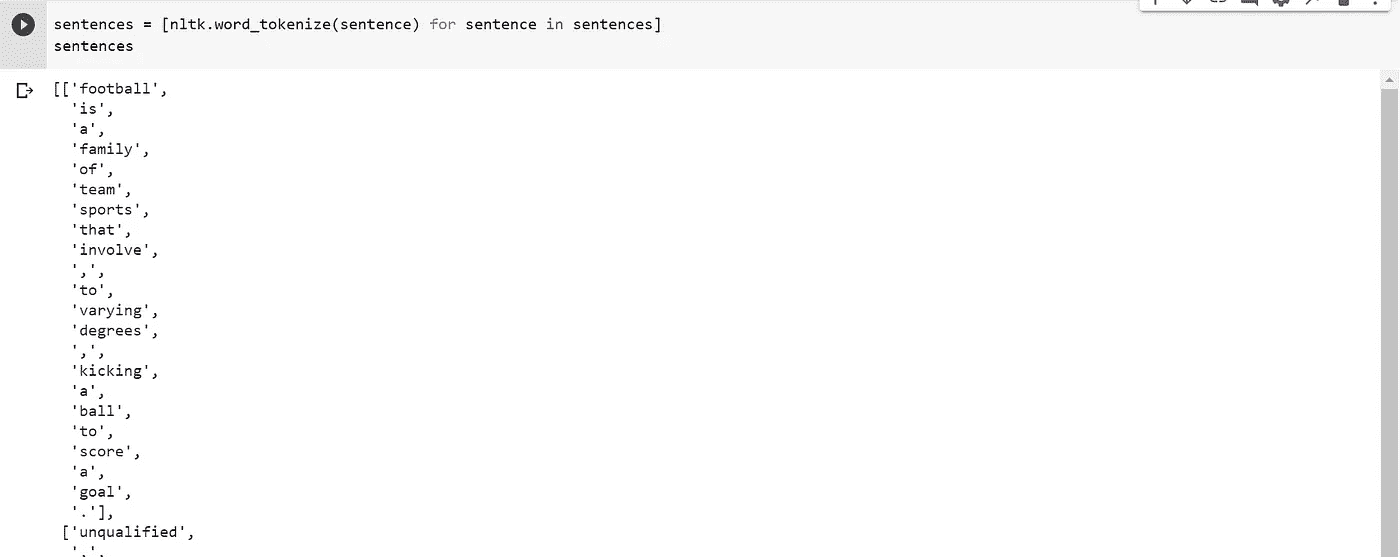 sentences = [nltk.word_tokenize(sentence) for sentence in sentences]
sentences
[['football',
'is',
'a',
'family',
'of',
'team',
'sports',
'that',
'involve',
',',
'to',
'varying',
'degrees',
',',
'kicking',
'a',
'ball',
'to',
'score',
'a',
'goal',
'.'],
['unqualified',
',',